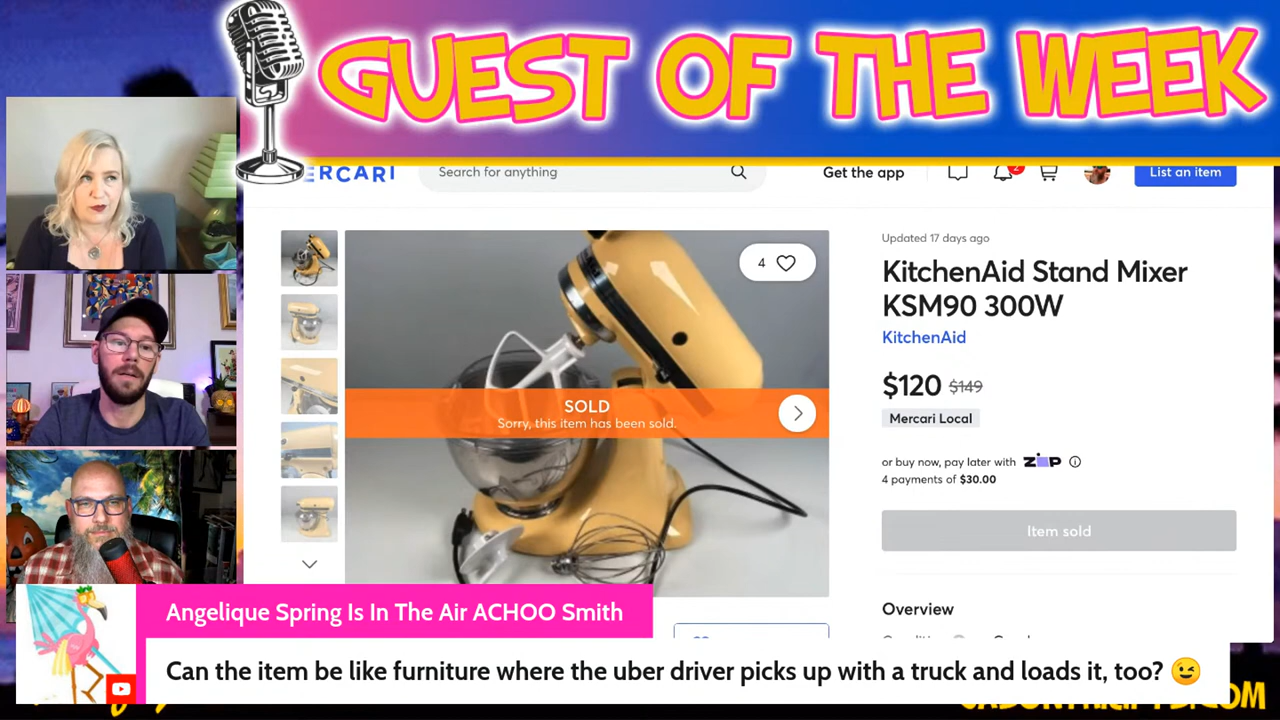 GUEST OF THE WEEK
ERCARI
Search for anything
Get the app
2
List an item
Updated 17 days ago
4
KitchenAid Stand Mixer
KSM90 300W
KitchenAid
$120 $149
Mercari Local
SOLD
Sorry, this item has been sold.
or buy now, pay later with ZIP
4 payments of $30.00
Item sold
Overview
Angelique Spring Is In The Air ACHOO Smith
Can the item be like furniture where the uber driver picks up with a truck and loads it, too? 😉